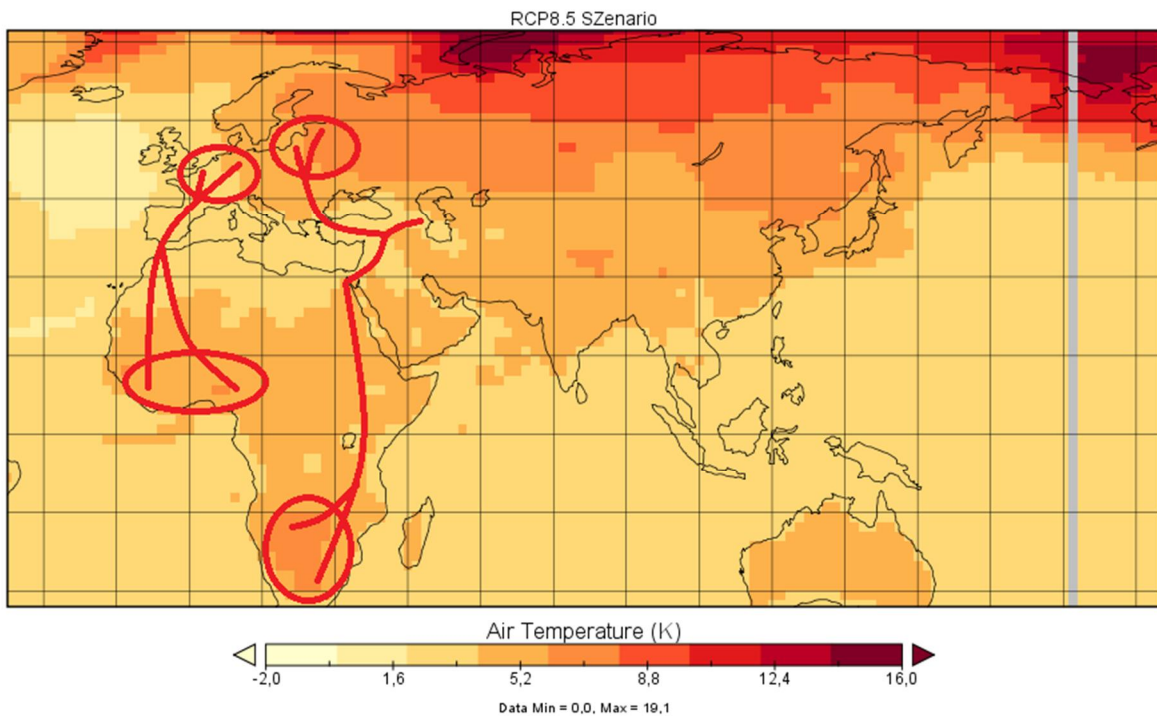 RCP8.5 SZenario
Air Temperature (K)
-2,0 1,6 5,2 8,8 12,4 16,0
Data Min = 0,0, Max = 19,1